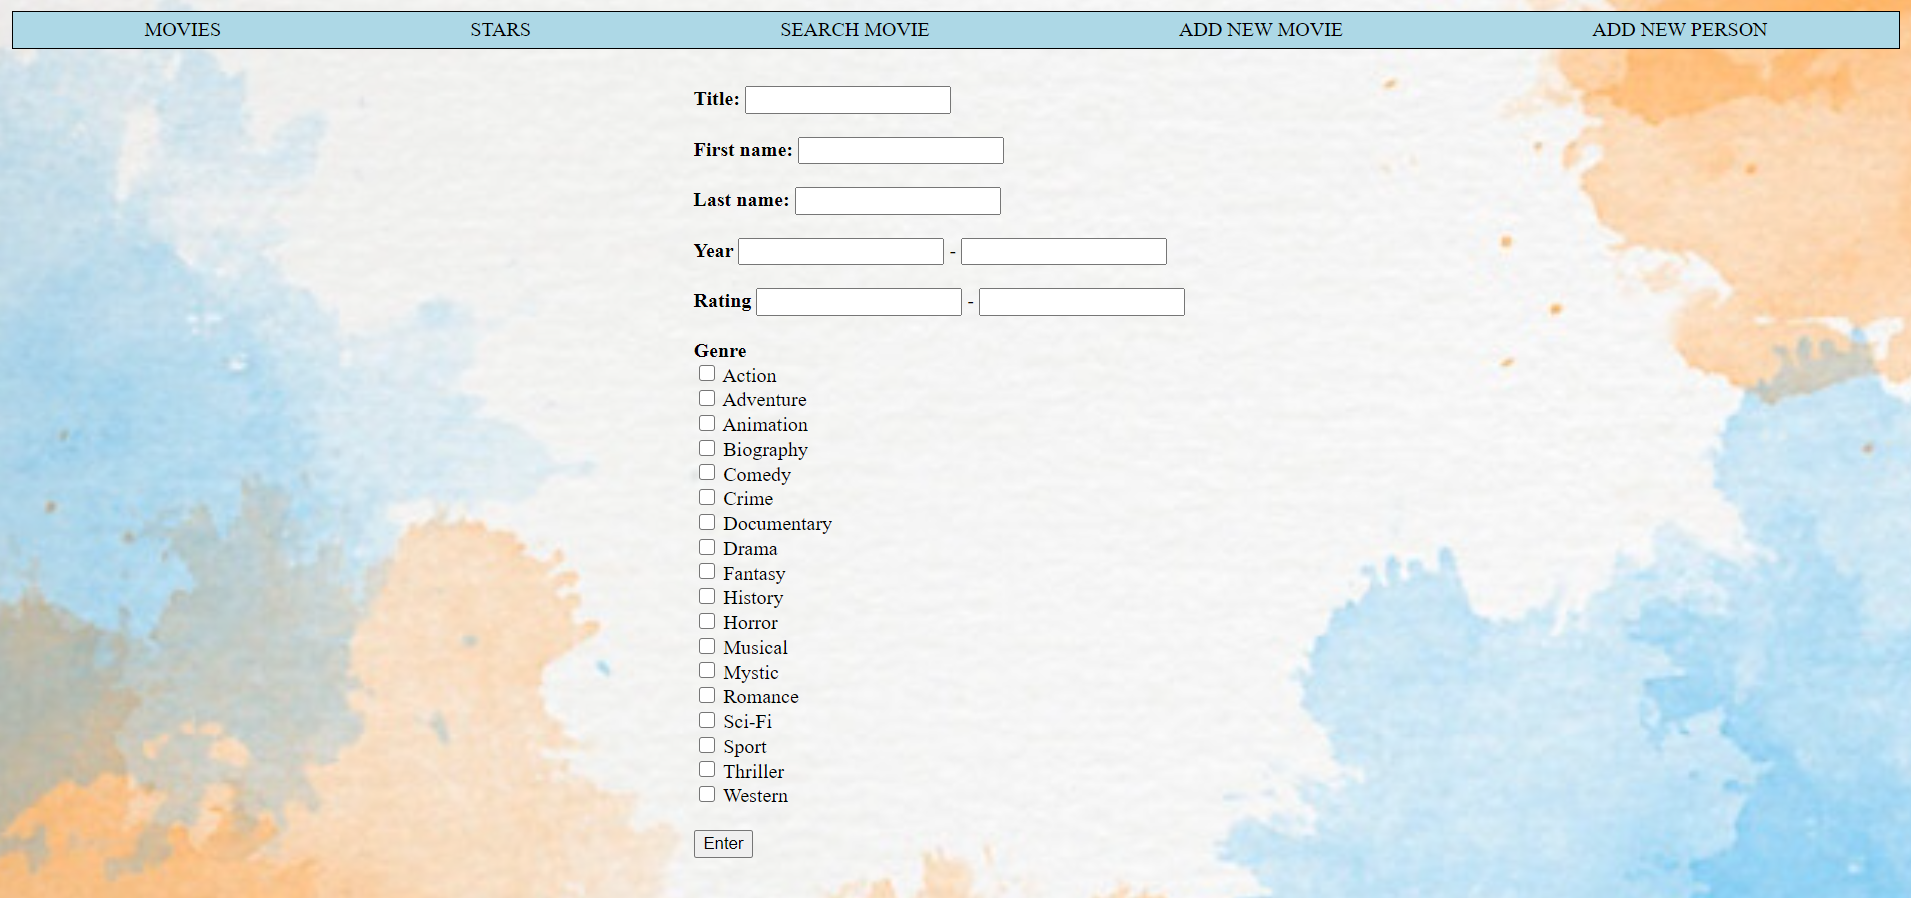 MOVIES STARS SEARCH MOVIE ADD NEW MOVIE ADD NEW PERSON
Title:
First name:
Last name:
Year -
Rating -
Genre
Action
Adventure
Animation
Biography
Comedy
Crime
Documentary
Drama
Fantasy
History
Horror
Musical
Mystic
Romance
Sci-Fi
Sport
Thriller
Western
Enter